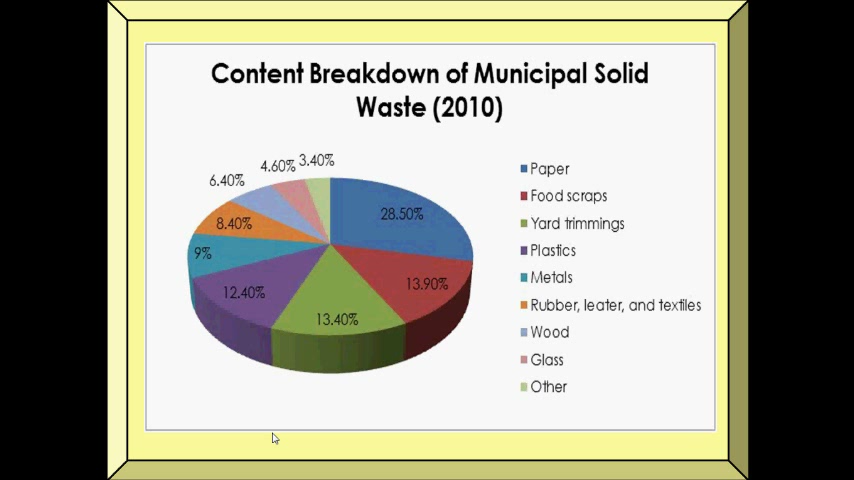 Content Breakdown of Municipal Solid
Waste (2010)
3.40%
4.60%
6.40%
8.40%
9%
12.40%
13.40%
13.90%
28.50%
Paper
Food scraps
Yard trimmings
Plastics
Metals
Rubber, leater, and textiles
Wood
Glass
Other